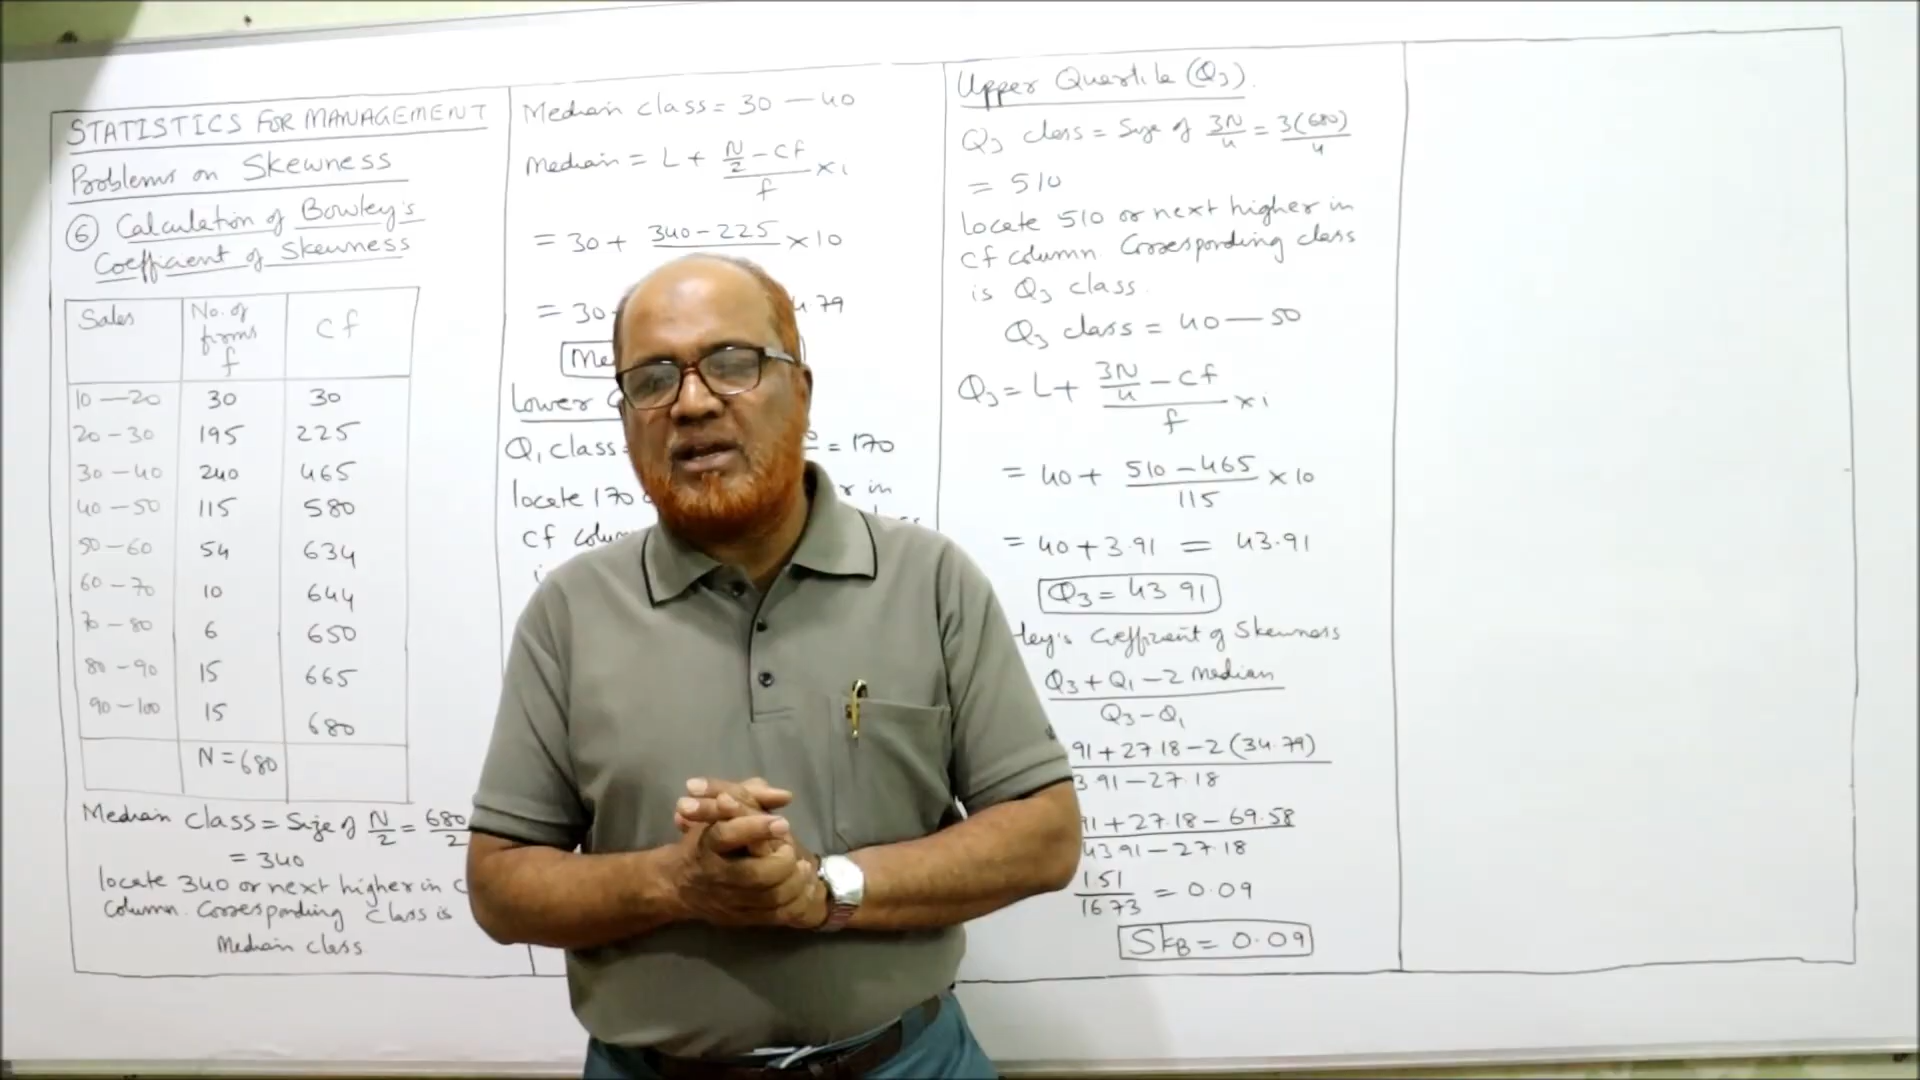 STATISTICS FOR MANAGEMENT
Problems on Skewness
6 Calculation of Bowley's
Coefficient of Skewness
Sales No. of firms f cf
10 — 20 30 30
20 - 30 195 225
30 - 40 240 465
40 - 50 115 580
50 - 60 54 634
60 - 70 10 644
70 - 80 6 650
80 - 90 15 665
90 - 100 15 680
N = 680
Median class = Size of N/2 = 680/2
= 340
locate 340 or next higher in c
column. Corresponding class is
Median class
Median class = 30 — 40
Median = L + (N/2 - cf)/f × i
= 30 + 340 - 225 × 10
= 30 4.79
Me
Lower
Q1 class = = 170
locate 170 in
cf colum
Upper Quartile (Q3).
Q3 class = Size of 3N/4 = 3(680)/4
= 510
locate 510 or next higher in
cf column. Corresponding class
is Q3 class.
Q3 class = 40 — 50
Q3 = L + (3N/4 - cf)/f × i
= 40 + (510 - 465)/115 × 10
= 40 + 3.91 = 43.91
Q3 = 43.91
ley's Coefficient of Skewness
(Q3 + Q1 - 2 Median)/(Q3 - Q1)
91 + 27.18 - 2 (34.79)
3.91 - 27.18
91 + 27.18 - 69.58
43.91 - 27.18
1.51/16.73 = 0.09
SkB = 0.09